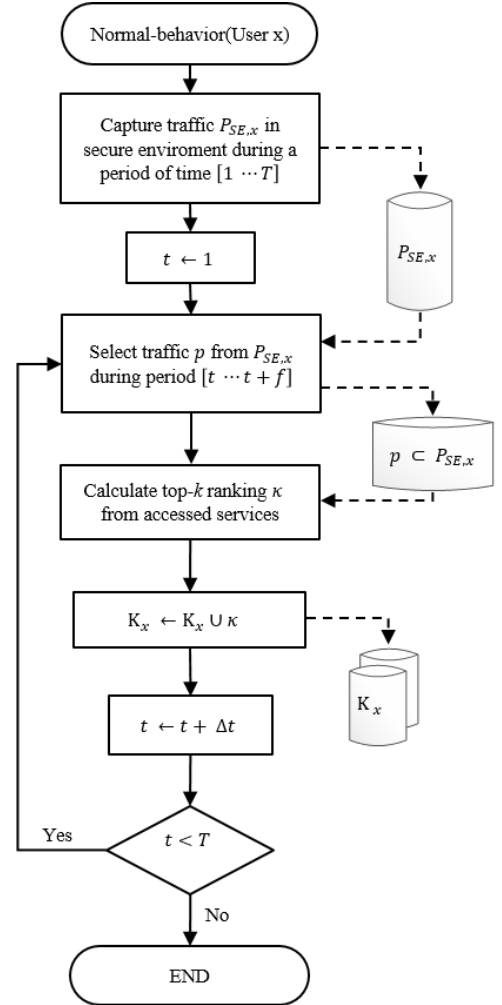 Normal-behavior(User x)
Capture traffic P_{SE,x} in
secure enviroment during a
period of time [1 ⋯ T]
P_{SE,x}
t ← 1
Select traffic p from P_{SE,x}
during period [t ⋯ t + f]
p ⊂ P_{SE,x}
Calculate top-k ranking κ
from accessed services
K_x ← K_x ∪ κ
K_x
t ← t + Δt
t < T
Yes
No
END